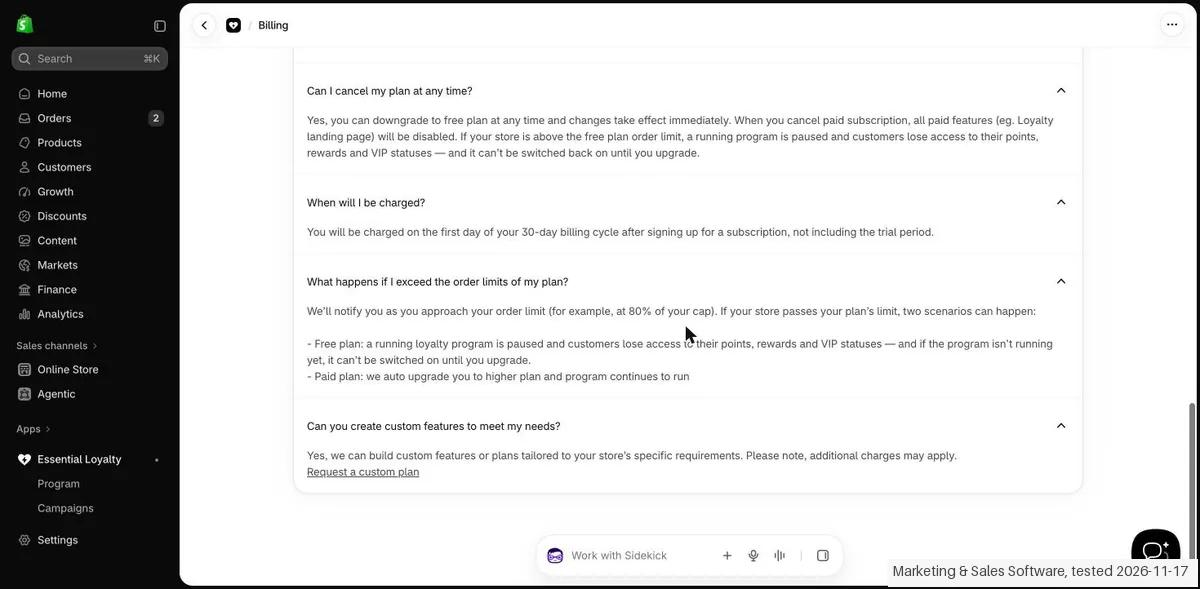 Billing
Search ⌘K
Home
Orders 2
Products
Customers
Growth
Discounts
Content
Markets
Finance
Analytics
Sales channels
Online Store
Agentic
Apps
Essential Loyalty
Program
Campaigns
Settings
Can I cancel my plan at any time?
Yes, you can downgrade to free plan at any time and changes take effect immediately. When you cancel paid subscription, all paid features (eg. Loyalty
landing page) will be disabled. If your store is above the free plan order limit, a running program is paused and customers lose access to their points,
rewards and VIP statuses — and it can't be switched back on until you upgrade.
When will I be charged?
You will be charged on the first day of your 30-day billing cycle after signing up for a subscription, not including the trial period.
What happens if I exceed the order limits of my plan?
We'll notify you as you approach your order limit (for example, at 80% of your cap). If your store passes your plan's limit, two scenarios can happen:
- Free plan: a running loyalty program is paused and customers lose access to their points, rewards and VIP statuses — and if the program isn't running
yet, it can't be switched on until you upgrade.
- Paid plan: we auto upgrade you to higher plan and program continues to run
Can you create custom features to meet my needs?
Yes, we can build custom features or plans tailored to your store's specific requirements. Please note, additional charges may apply.
Request a custom plan
Work with Sidekick
Marketing & Sales Software, tested 2026-11-17